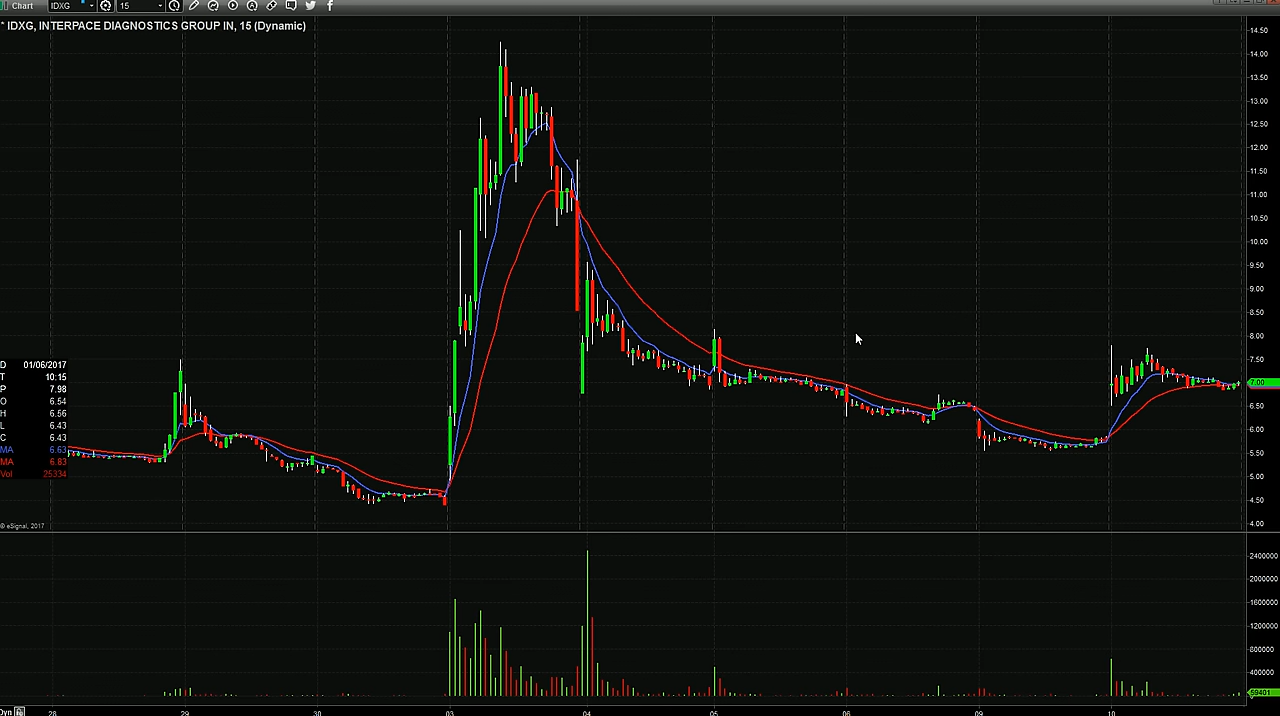 Chart IDXG 15
* IDXG, INTERPACE DIAGNOSTICS GROUP IN, 15 (Dynamic)
14.50
14.00
13.50
13.00
12.50
12.00
11.50
11.00
10.50
10.00
9.50
9.00
8.50
8.00
7.50
7.00
6.50
6.00
5.50
5.00
4.50
4.00
D 01/06/2017
T 10:15
P 7.98
O 6.54
H 6.56
L 6.43
C 6.43
MA 6.63
MA 6.83
Vol 25334
© eSignal, 2017
2400000
2000000
1600000
1200000
800000
400000
59401
Dyn 28 29 30 03 04 05 06 09 10